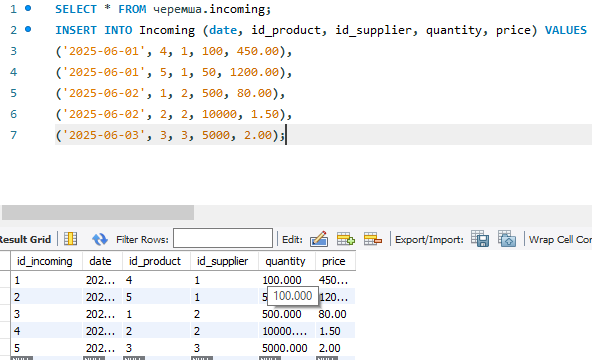 1 SELECT * FROM черемша.incoming;
2 INSERT INTO Incoming (date, id_product, id_supplier, quantity, price) VALUES
3 ('2025-06-01', 4, 1, 100, 450.00),
4 ('2025-06-01', 5, 1, 50, 1200.00),
5 ('2025-06-02', 1, 2, 500, 80.00),
6 ('2025-06-02', 2, 2, 10000, 1.50),
7 ('2025-06-03', 3, 3, 5000, 2.00);
Result Grid Filter Rows: Edit: Export/Import: Wrap Cell Con
id_incoming date id_product id_supplier quantity price
1 202... 4 1 100.000 450...
2 202... 5 1 5 120...
100.000
3 202... 1 2 500.000 80.00
4 202... 2 2 10000.... 1.50
5 202... 3 3 5000.000 2.00
NULL NULL NULL NULL NULL NULL